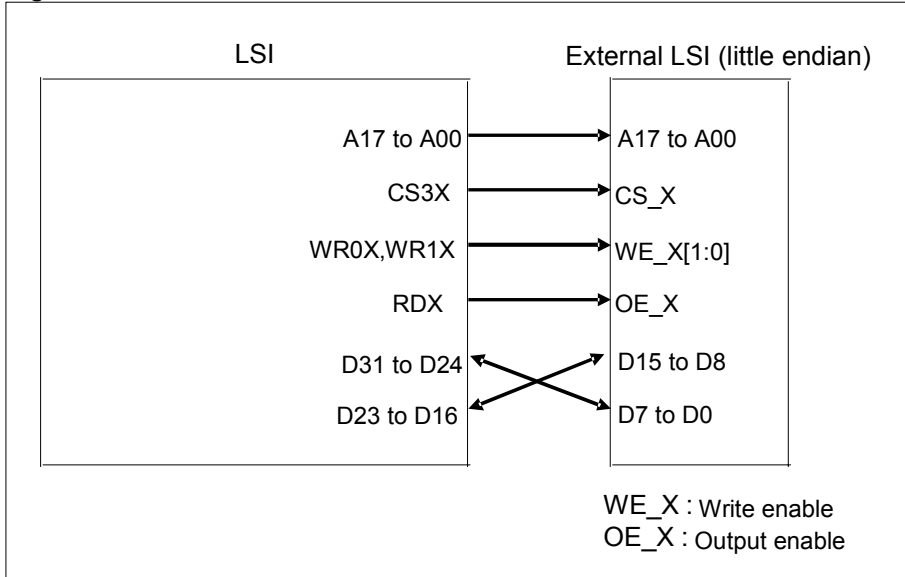 LSI
External LSI (little endian)
A17 to A00
A17 to A00
CS3X
CS_X
WR0X,WR1X
WE_X[1:0]
RDX
OE_X
D31 to D24
D15 to D8
D23 to D16
D7 to D0
WE_X : Write enable
OE_X : Output enable